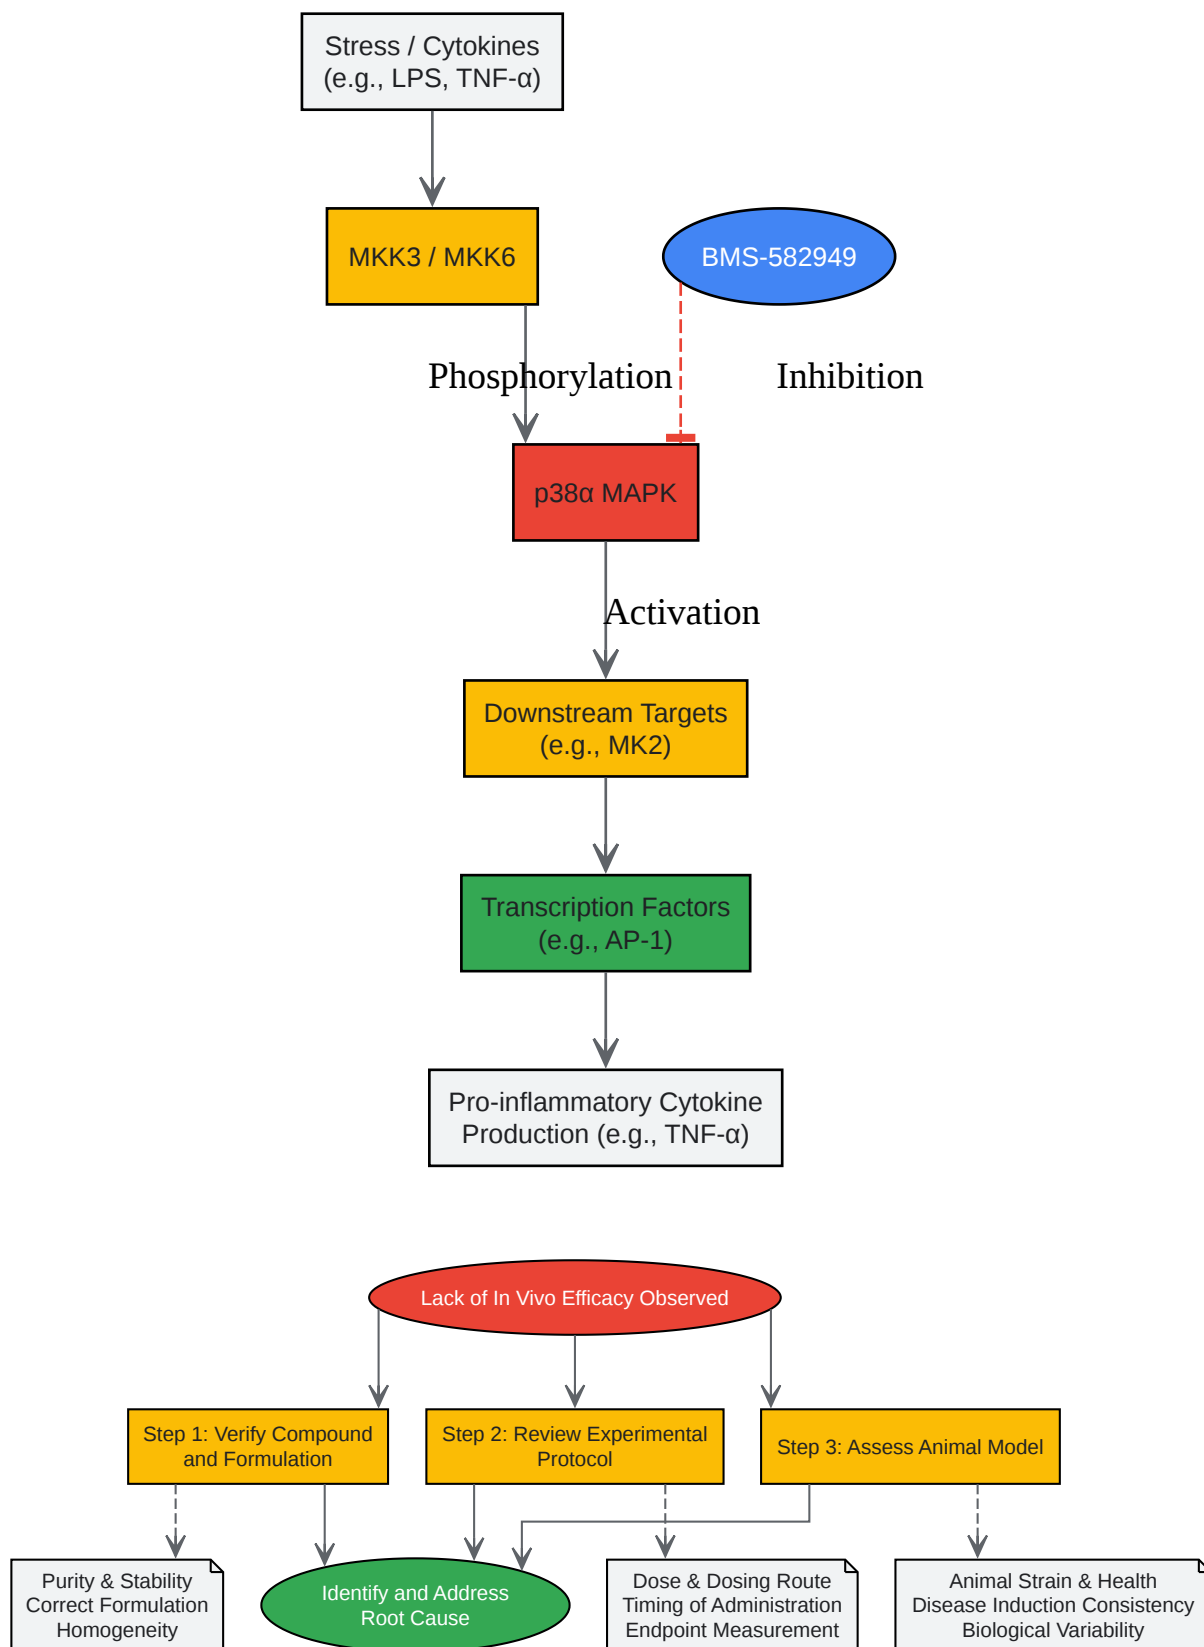 Stress / Cytokines
(e.g., LPS, TNF-α)
MKK3 / MKK6
BMS-582949
Phosphorylation
Inhibition
p38α MAPK
Activation
Downstream Targets
(e.g., MK2)
Transcription Factors
(e.g., AP-1)
Pro-inflammatory Cytokine
Production (e.g., TNF-α)
Lack of In Vivo Efficacy Observed
Step 1: Verify Compound
and Formulation
Step 2: Review Experimental
Protocol
Step 3: Assess Animal Model
Purity & Stability
Correct Formulation
Homogeneity
Identify and Address
Root Cause
Dose & Dosing Route
Timing of Administration
Endpoint Measurement
Animal Strain & Health
Disease Induction Consistency
Biological Variability